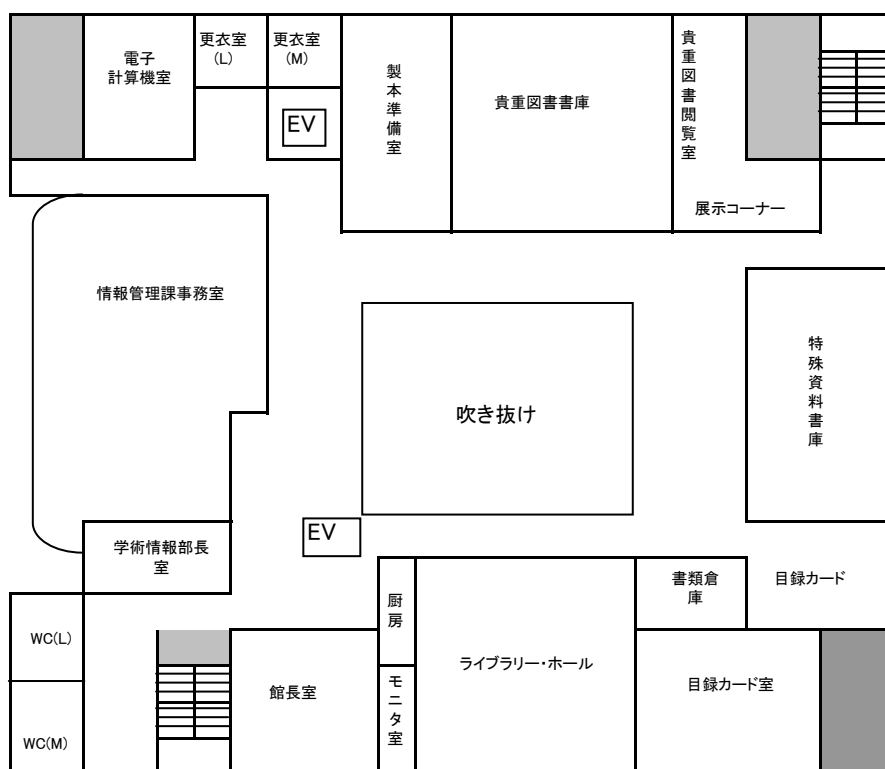 電子
計算機室
更衣室
(L)
更衣室
(M)
EV
製本準備室
貴重図書書庫
貴重図書閲覧室
展示コーナー
情報管理課事務室
吹き抜け
特殊資料書庫
EV
学術情報部長
室
厨房
書類倉
庫
目録カード
WC(L)
WC(M)
館長室
モニタ室
ライブラリー・ホール
目録カード室